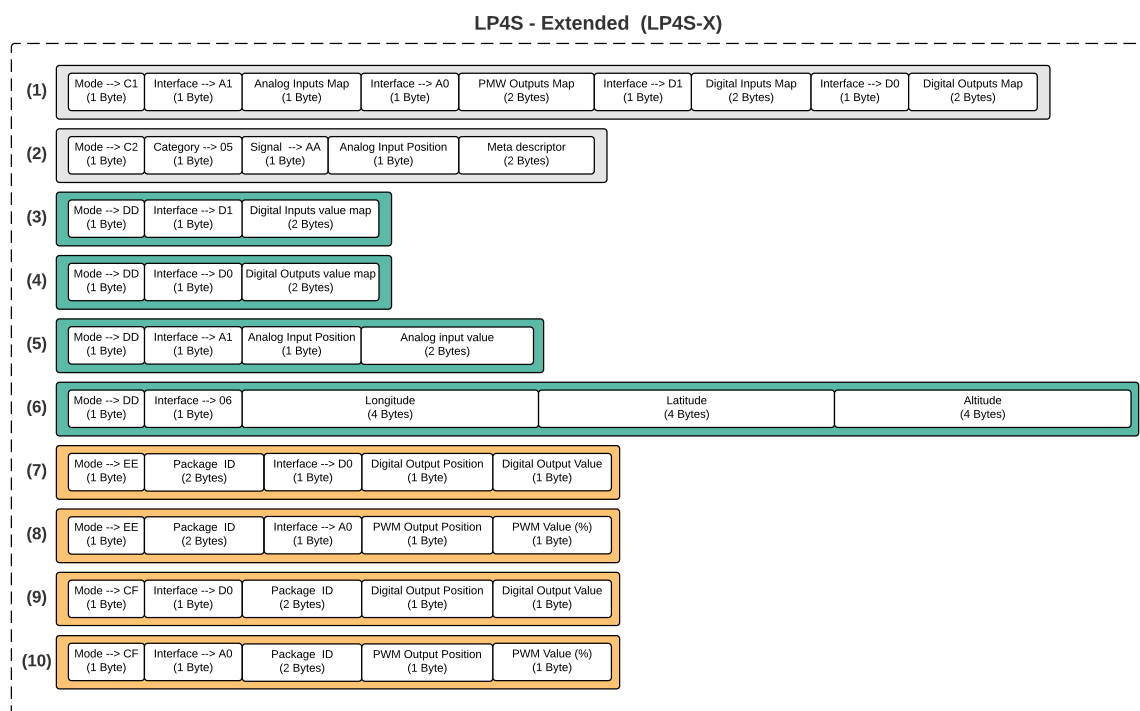 LP4S - Extended (LP4S-X)
(1)
Mode --> C1
(1 Byte)
Interface --> A1
(1 Byte)
Analog Inputs Map
(1 Byte)
Interface --> A0
(1 Byte)
PMW Outputs Map
(2 Bytes)
Interface --> D1
(1 Byte)
Digital Inputs Map
(2 Bytes)
Interface --> D0
(1 Byte)
Digital Outputs Map
(2 Bytes)
(2)
Mode --> C2
(1 Byte)
Category --> 05
(1 Byte)
Signal --> AA
(1 Byte)
Analog Input Position
(1 Byte)
Meta descriptor
(2 Bytes)
(3)
Mode --> DD
(1 Byte)
Interface --> D1
(1 Byte)
Digital Inputs value map
(2 Bytes)
(4)
Mode --> DD
(1 Byte)
Interface --> D0
(1 Byte)
Digital Outputs value map
(2 Bytes)
(5)
Mode --> DD
(1 Byte)
Interface --> A1
(1 Byte)
Analog Input Position
(1 Byte)
Analog input value
(2 Bytes)
(6)
Mode --> DD
(1 Byte)
Interface --> 06
(1 Byte)
Longitude
(4 Bytes)
Latitude
(4 Bytes)
Altitude
(4 Bytes)
(7)
Mode --> EE
(1 Byte)
Package ID
(2 Bytes)
Interface --> D0
(1 Byte)
Digital Output Position
(1 Byte)
Digital Output Value
(1 Byte)
(8)
Mode --> EE
(1 Byte)
Package ID
(2 Bytes)
Interface --> A0
(1 Byte)
PWM Output Position
(1 Byte)
PWM Value (%)
(1 Byte)
(9)
Mode --> CF
(1 Byte)
Interface --> D0
(1 Byte)
Package ID
(2 Bytes)
Digital Output Position
(1 Byte)
Digital Output Value
(1 Byte)
(10)
Mode --> CF
(1 Byte)
Interface --> A0
(1 Byte)
Package ID
(2 Bytes)
PWM Output Position
(1 Byte)
PWM Value (%)
(1 Byte)